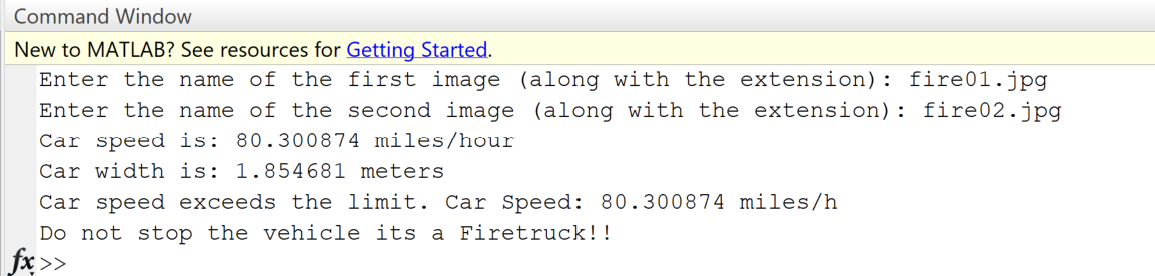 Command Window
New to MATLAB? See resources for Getting Started.
Enter the name of the first image (along with the extension): fire01.jpg
Enter the name of the second image (along with the extension): fire02.jpg
Car speed is: 80.300874 miles/hour
Car width is: 1.854681 meters
Car speed exceeds the limit. Car Speed: 80.300874 miles/h
Do not stop the vehicle its a Firetruck!!
fx >>